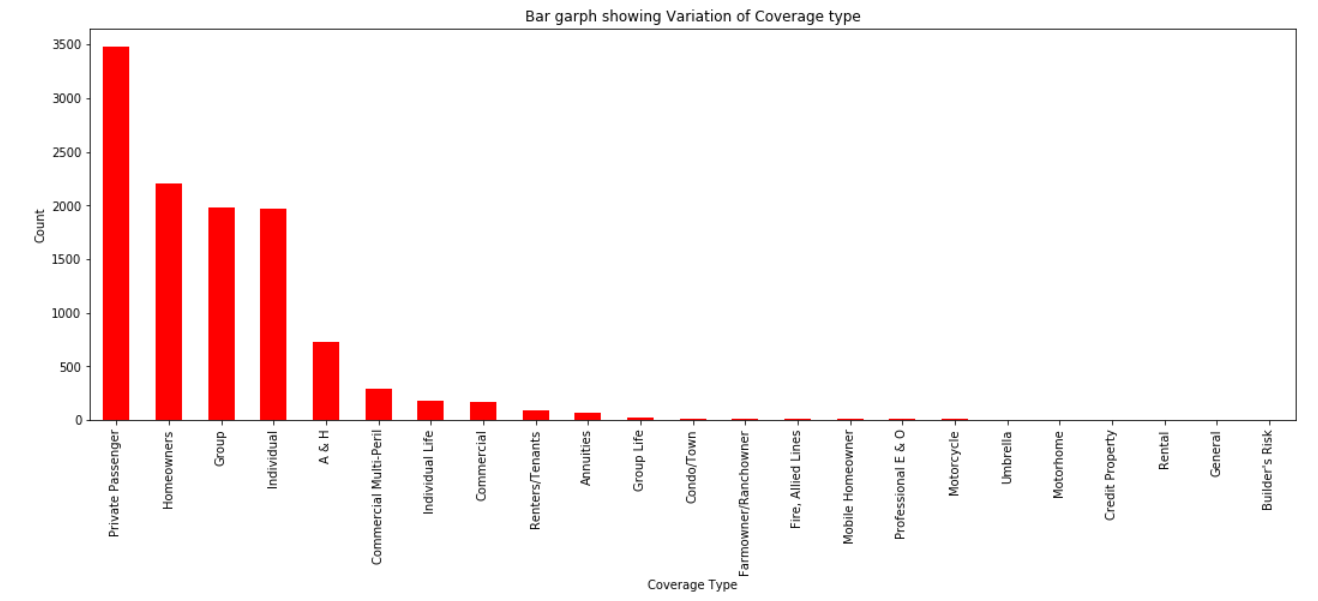 Bar garph showing Variation of Coverage type
3500
3000
2500
2000
1500
1000
500
0
Count
Private Passenger
Homeowners
Group
Individual
A & H
Commercial Multi-Peril
Individual Life
Commercial
Renters/Tenants
Annuities
Group Life
Condo/Town
Farmowner/Ranchowner
Fire, Allied Lines
Mobile Homeowner
Professional E & O
Motorcycle
Umbrella
Motorhome
Credit Property
Rental
General
Builder's Risk
Coverage Type